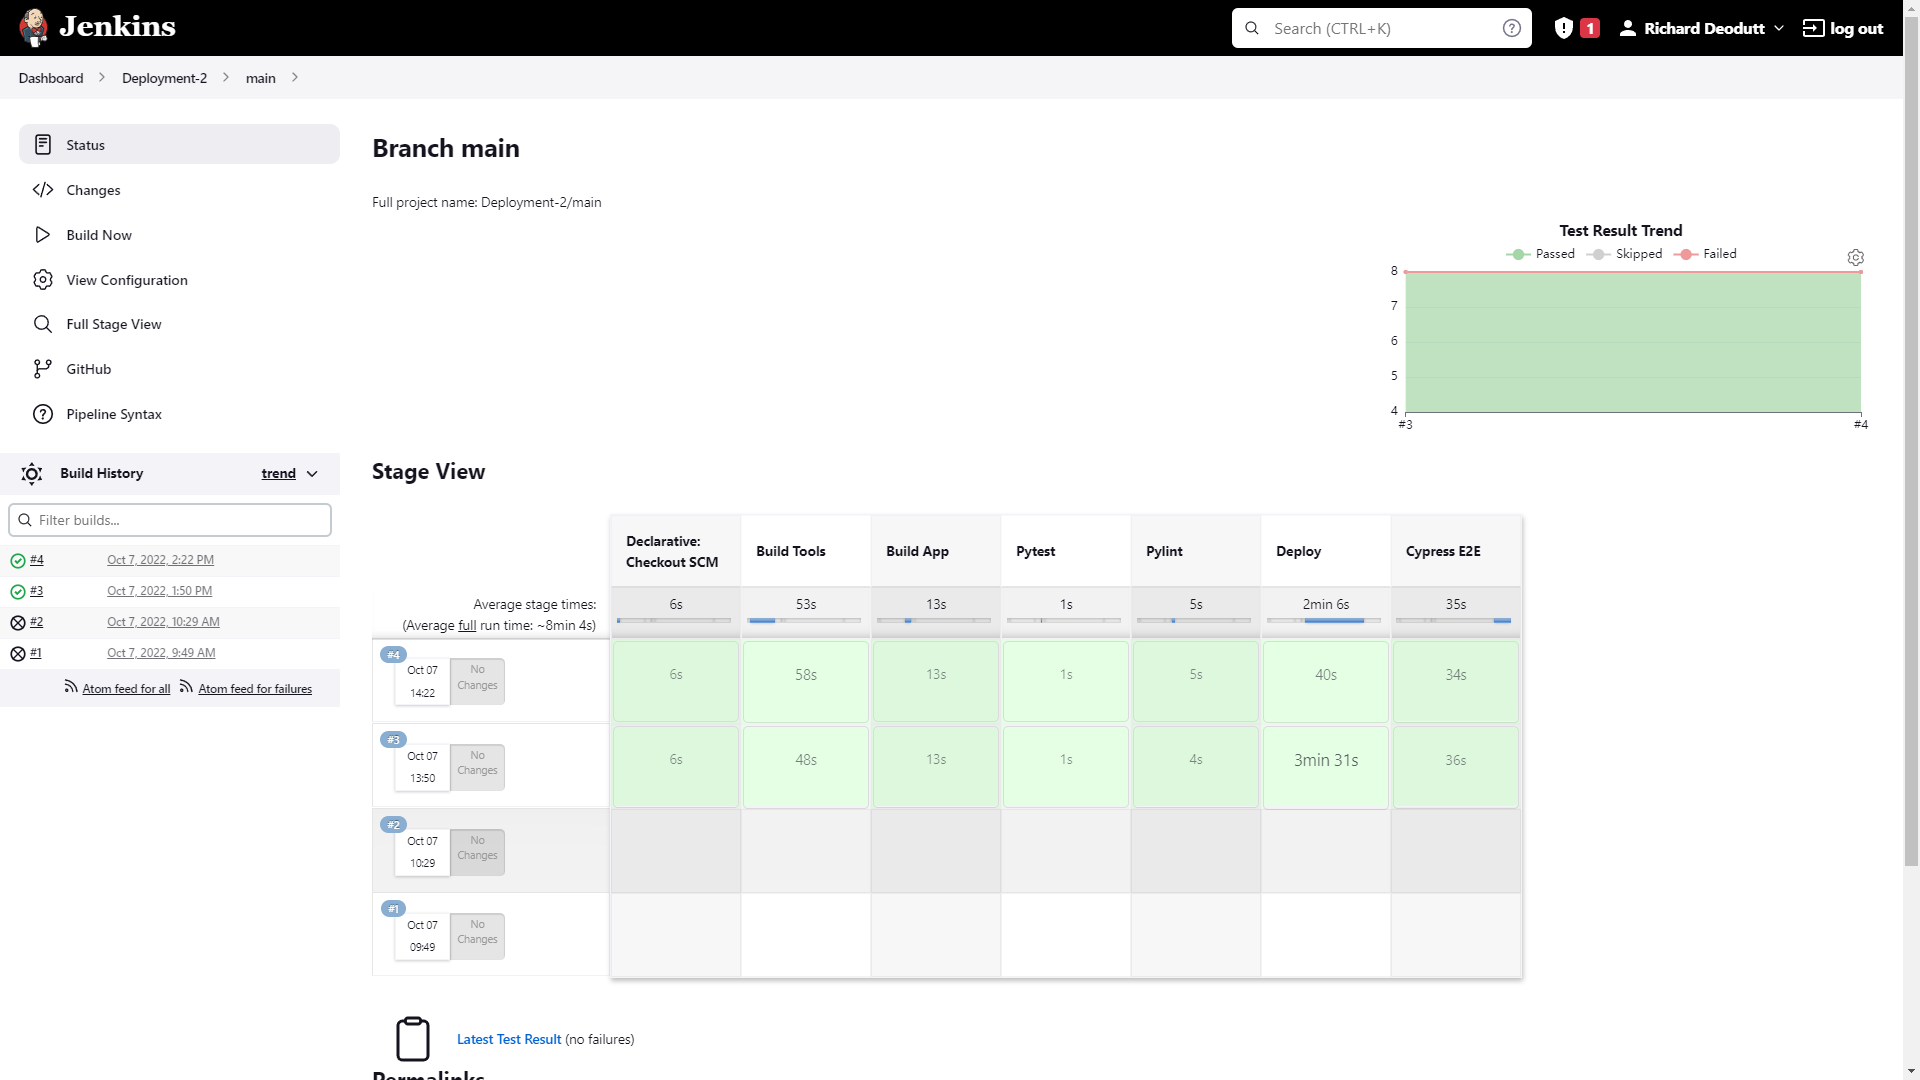 Jenkins
Search (CTRL+K)
1
Richard Deodutt
log out
Dashboard
Deployment-2
main
Status
Changes
Build Now
View Configuration
Full Stage View
GitHub
Pipeline Syntax
Build History
trend
Filter builds...
#4 Oct 7, 2022, 2:22 PM
#3 Oct 7, 2022, 1:50 PM
#2 Oct 7, 2022, 10:29 AM
#1 Oct 7, 2022, 9:49 AM
Atom feed for all Atom feed for failures
Branch main
Full project name: Deployment-2/main
Test Result Trend
Passed Skipped Failed
8
7
6
5
4
#3 #4
Stage View
Declarative: Checkout SCM
Build Tools
Build App
Pytest
Pylint
Deploy
Cypress E2E
Average stage times:
(Average full run time: ~8min 4s)
6s 53s 13s 1s 5s 2min 6s 35s
#4
Oct 07
14:22
No Changes
6s 58s 13s 1s 5s 40s 34s
#3
Oct 07
13:50
No Changes
6s 48s 13s 1s 4s 3min 31s 36s
#2
Oct 07
10:29
No Changes
#1
Oct 07
09:49
No Changes
Latest Test Result (no failures)
Permalinks